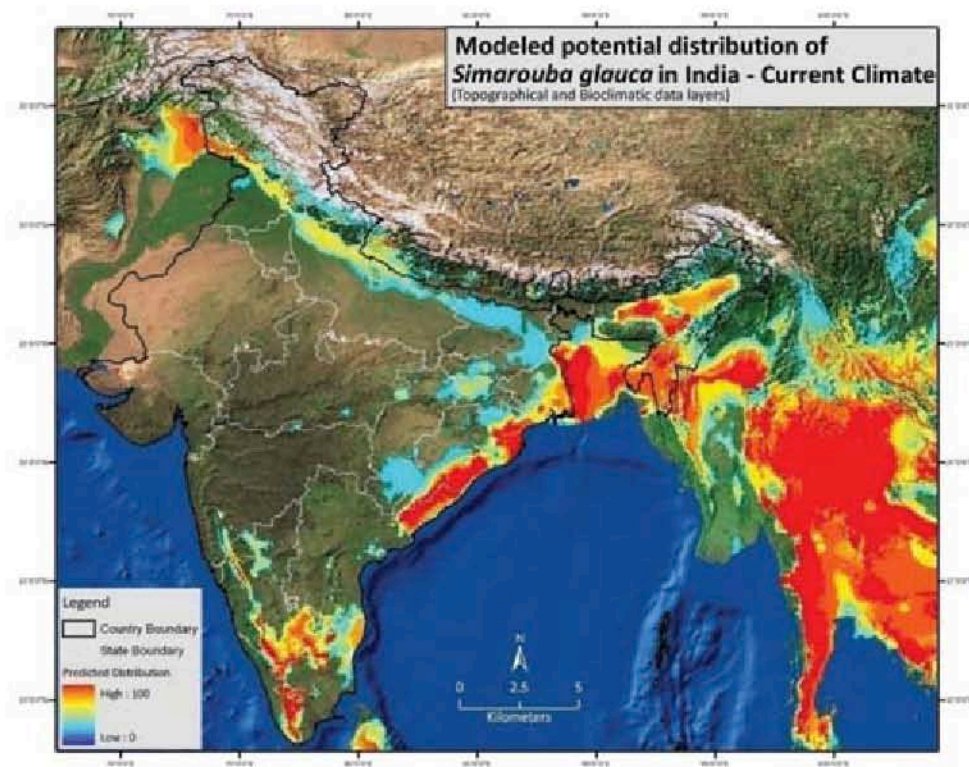 Modeled potential distribution of
Simarouba glauca in India - Current Climate
(Topographical and Bioclimatic data layers)
Legend
Country Boundary
State Boundary
Predicted Distribution
High : 100
Low : 0
N
0 2.5 5
Kilometers